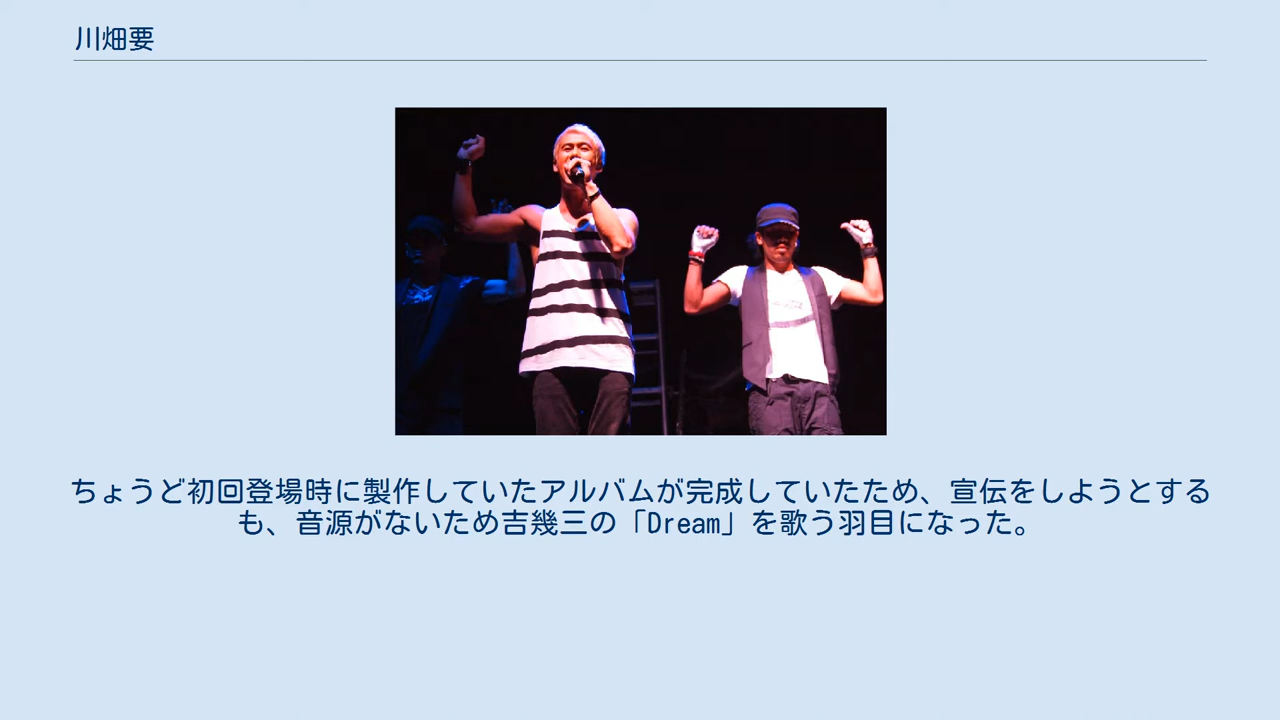 川畑要
ちょうど初回登場時に製作していたアルバムが完成していたため、宣伝をしようとする
も、音源がないため吉幾三の「Dream」を歌う羽目になった。